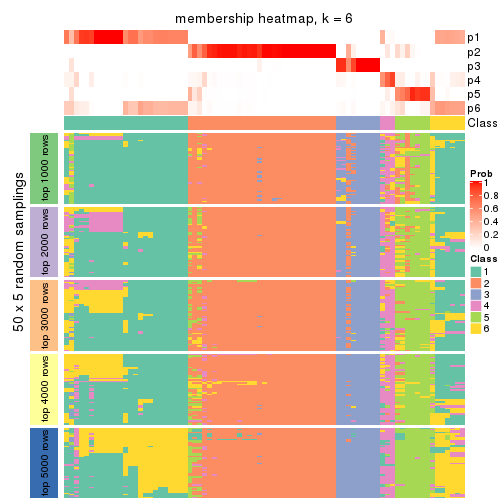 membership heatmap, k = 6
p1
p2
p3
p4
p5
p6
Class
50 x 5 random samplings
top 1000 rows
top 2000 rows
top 3000 rows
top 4000 rows
top 5000 rows
Prob
1
0.8
0.6
0.4
0.2
0
Class
1
2
3
4
5
6